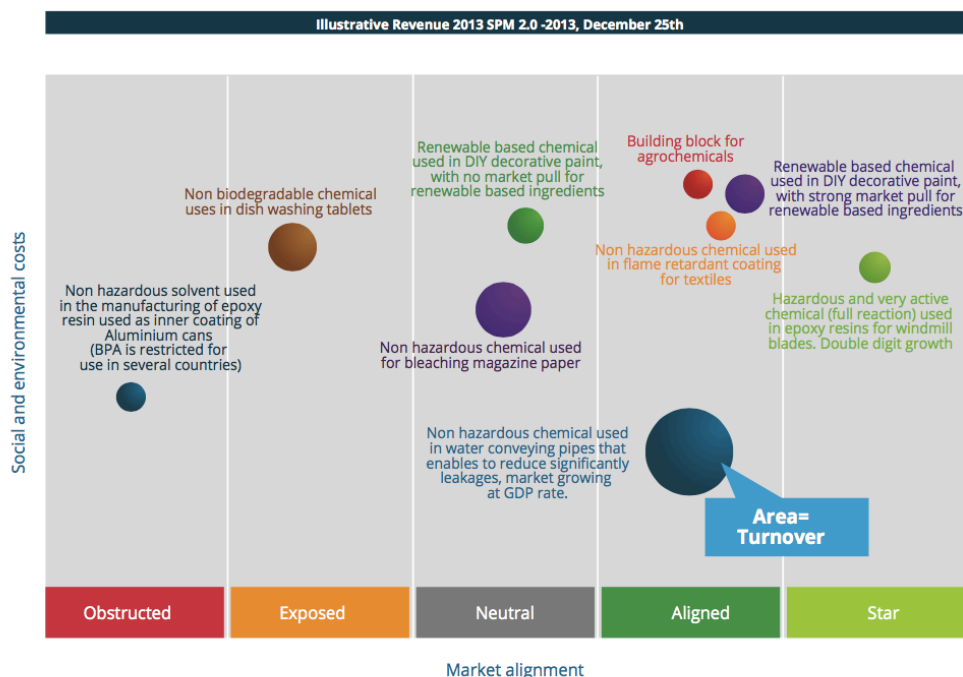 Illustrative Revenue 2013 SPM 2.0 -2013, December 25th
Social and environmental costs
Non hazardous solvent used
in the manufacturing of epoxy
resin used as inner coating of
Aluminium cans
(BPA is restricted for
use in several countries)
Non biodegradable chemical
uses in dish washing tablets
Renewable based chemical
used in DIY decorative paint,
with no market pull for
renewable based ingredients
Non hazardous chemical used
for bleaching magazine paper
Building block for
agrochemicals
Renewable based chemical
used in DIY decorative paint,
with strong market pull for
renewable based ingredients
Non hazardous chemical used
in flame retardant coating
for textiles
Hazardous and very active
chemical (full reaction) used
in epoxy resins for windmill
blades. Double digit growth
Non hazardous chemical used
in water conveying pipes that
enables to reduce significantly
leakages, market growing
at GDP rate.
Area=
Turnover
Obstructed
Exposed
Neutral
Aligned
Star
Market alignment